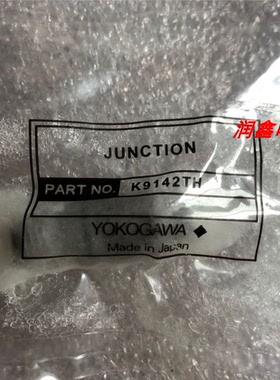 润鑫
JUNCTION
PART NO. K9142TH
YOKOGAWA ◆
Made in Japan